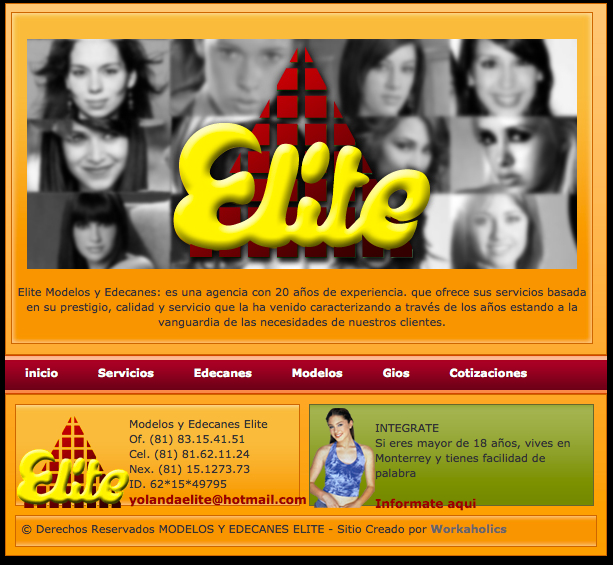 Elite
Elite Modelos y Edecanes: es una agencia con 20 años de experiencia. que ofrece sus servicios basada
en su prestigio, calidad y servicio que la ha venido caracterizando a través de los años estando a la
vanguardia de las necesidades de nuestros clientes.
inicio Servicios Edecanes Modelos Gios Cotizaciones
Elite
Modelos y Edecanes Elite
Of. (81) 83.15.41.51
Cel. (81) 81.62.11.24
Nex. (81) 15.1273.73
ID. 62*15*49795
yolandaelite@hotmail.com
INTEGRATE
Si eres mayor de 18 años, vives en
Monterrey y tienes facilidad de
palabra
Informate aqui
© Derechos Reservados MODELOS Y EDECANES ELITE - Sitio Creado por Workaholics